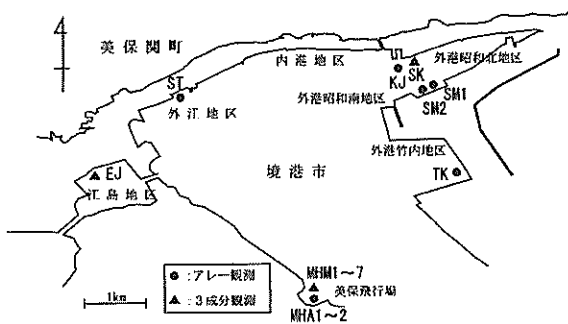 4
美保関町
内港地区
外港昭和北地区
ST
KJ
SK
外港昭和南地区
SM1
SM2
外江地区
外港竹内地区
境港市
EJ
TK
江島地区
MHM1～7
●:アレー観測
▲:3成分観測
美保飛行場
1km
MHA1～2